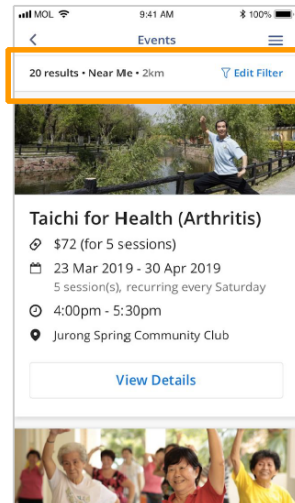 MOL 9:41 AM 100%
Events
20 results • Near Me • 2km Edit Filter
Taichi for Health (Arthritis)
$72 (for 5 sessions)
23 Mar 2019 - 30 Apr 2019
5 session(s), recurring every Saturday
4:00pm - 5:30pm
Jurong Spring Community Club
View Details